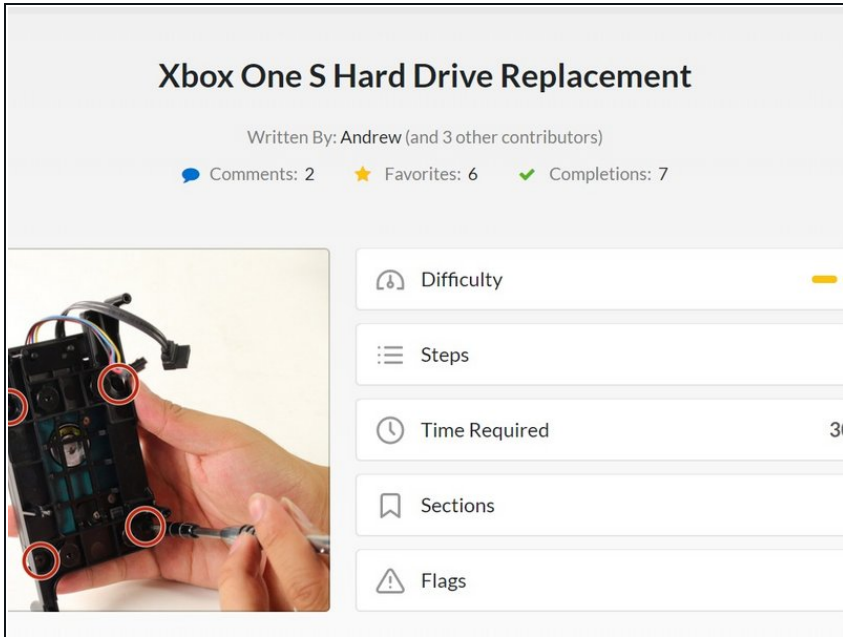 Xbox One S Hard Drive Replacement
Written By: Andrew (and 3 other contributors)
Comments: 2 Favorites: 6 Completions: 7
Difficulty
Steps
Time Required 30
Sections
Flags